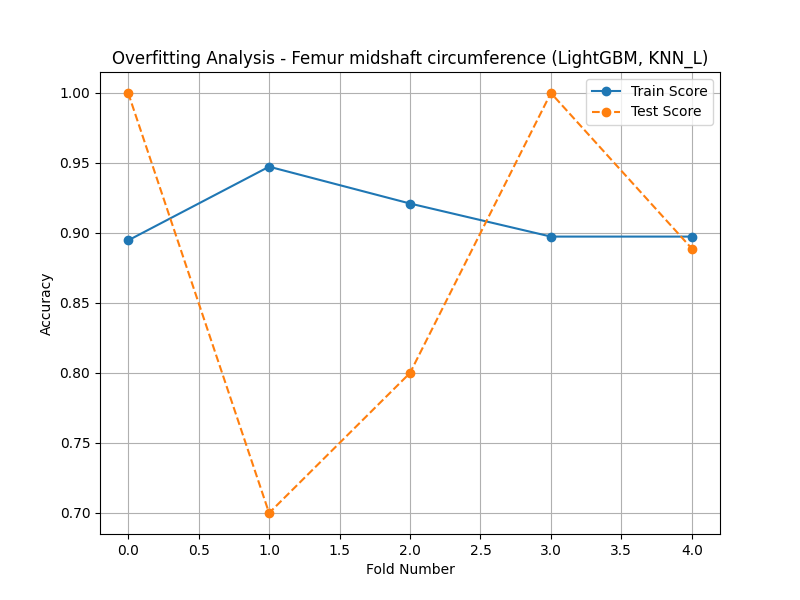 Overfitting Analysis - Femur midshaft circumference (LightGBM, KNN_L)
Train Score
Test Score
1.00
0.95
0.90
0.85
0.80
0.75
0.70
Accuracy
0.0 0.5 1.0 1.5 2.0 2.5 3.0 3.5 4.0
Fold Number